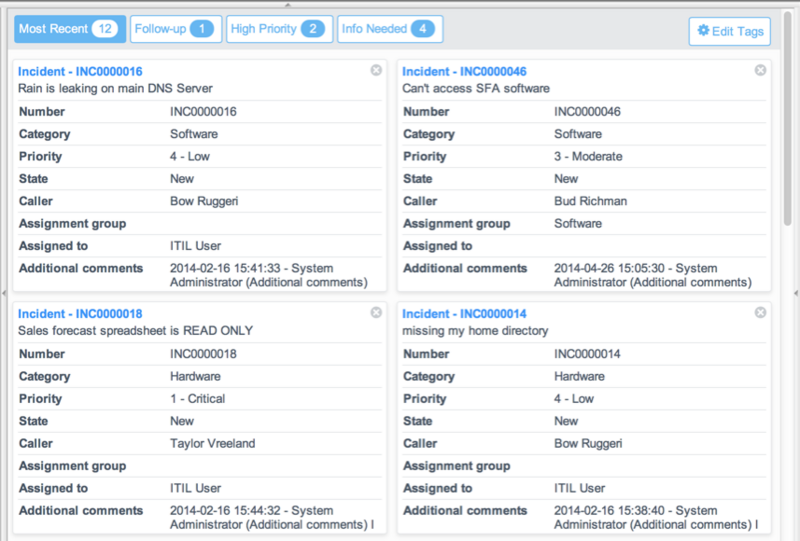 Most Recent 12 Follow-up 1 High Priority 2 Info Needed 4 Edit Tags
Incident - INC0000016
Rain is leaking on main DNS Server
Number INC0000016
Category Software
Priority 4 - Low
State New
Caller Bow Ruggeri
Assignment group
Assigned to ITIL User
Additional comments 2014-02-16 15:41:33 - System
Administrator (Additional comments)
Incident - INC0000046
Can't access SFA software
Number INC0000046
Category Software
Priority 3 - Moderate
State New
Caller Bud Richman
Assignment group Software
Assigned to
Additional comments 2014-04-26 15:05:30 - System
Administrator (Additional comments)
Incident - INC0000018
Sales forecast spreadsheet is READ ONLY
Number INC0000018
Category Hardware
Priority 1 - Critical
State New
Caller Taylor Vreeland
Assignment group
Assigned to ITIL User
Additional comments 2014-02-16 15:44:32 - System
Administrator (Additional comments) I
Incident - INC0000014
missing my home directory
Number INC0000014
Category Hardware
Priority 4 - Low
State New
Caller Bow Ruggeri
Assignment group
Assigned to ITIL User
Additional comments 2014-02-16 15:38:40 - System
Administrator (Additional comments) I